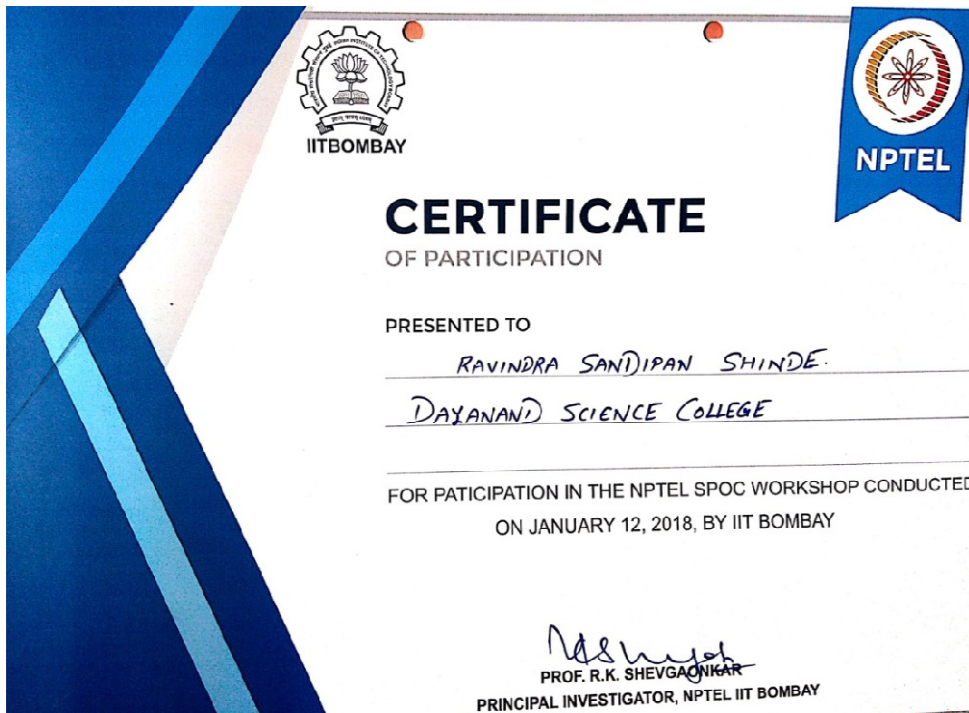 IITBOMBAY
NPTEL
CERTIFICATE
OF PARTICIPATION
PRESENTED TO
RAVINDRA SANDIPAN SHINDE.
DAYANAND SCIENCE COLLEGE
FOR PATICIPATION IN THE NPTEL SPOC WORKSHOP CONDUCTED
ON JANUARY 12, 2018, BY IIT BOMBAY
PROF. R.K. SHEVGAONKAR
PRINCIPAL INVESTIGATOR, NPTEL IIT BOMBAY